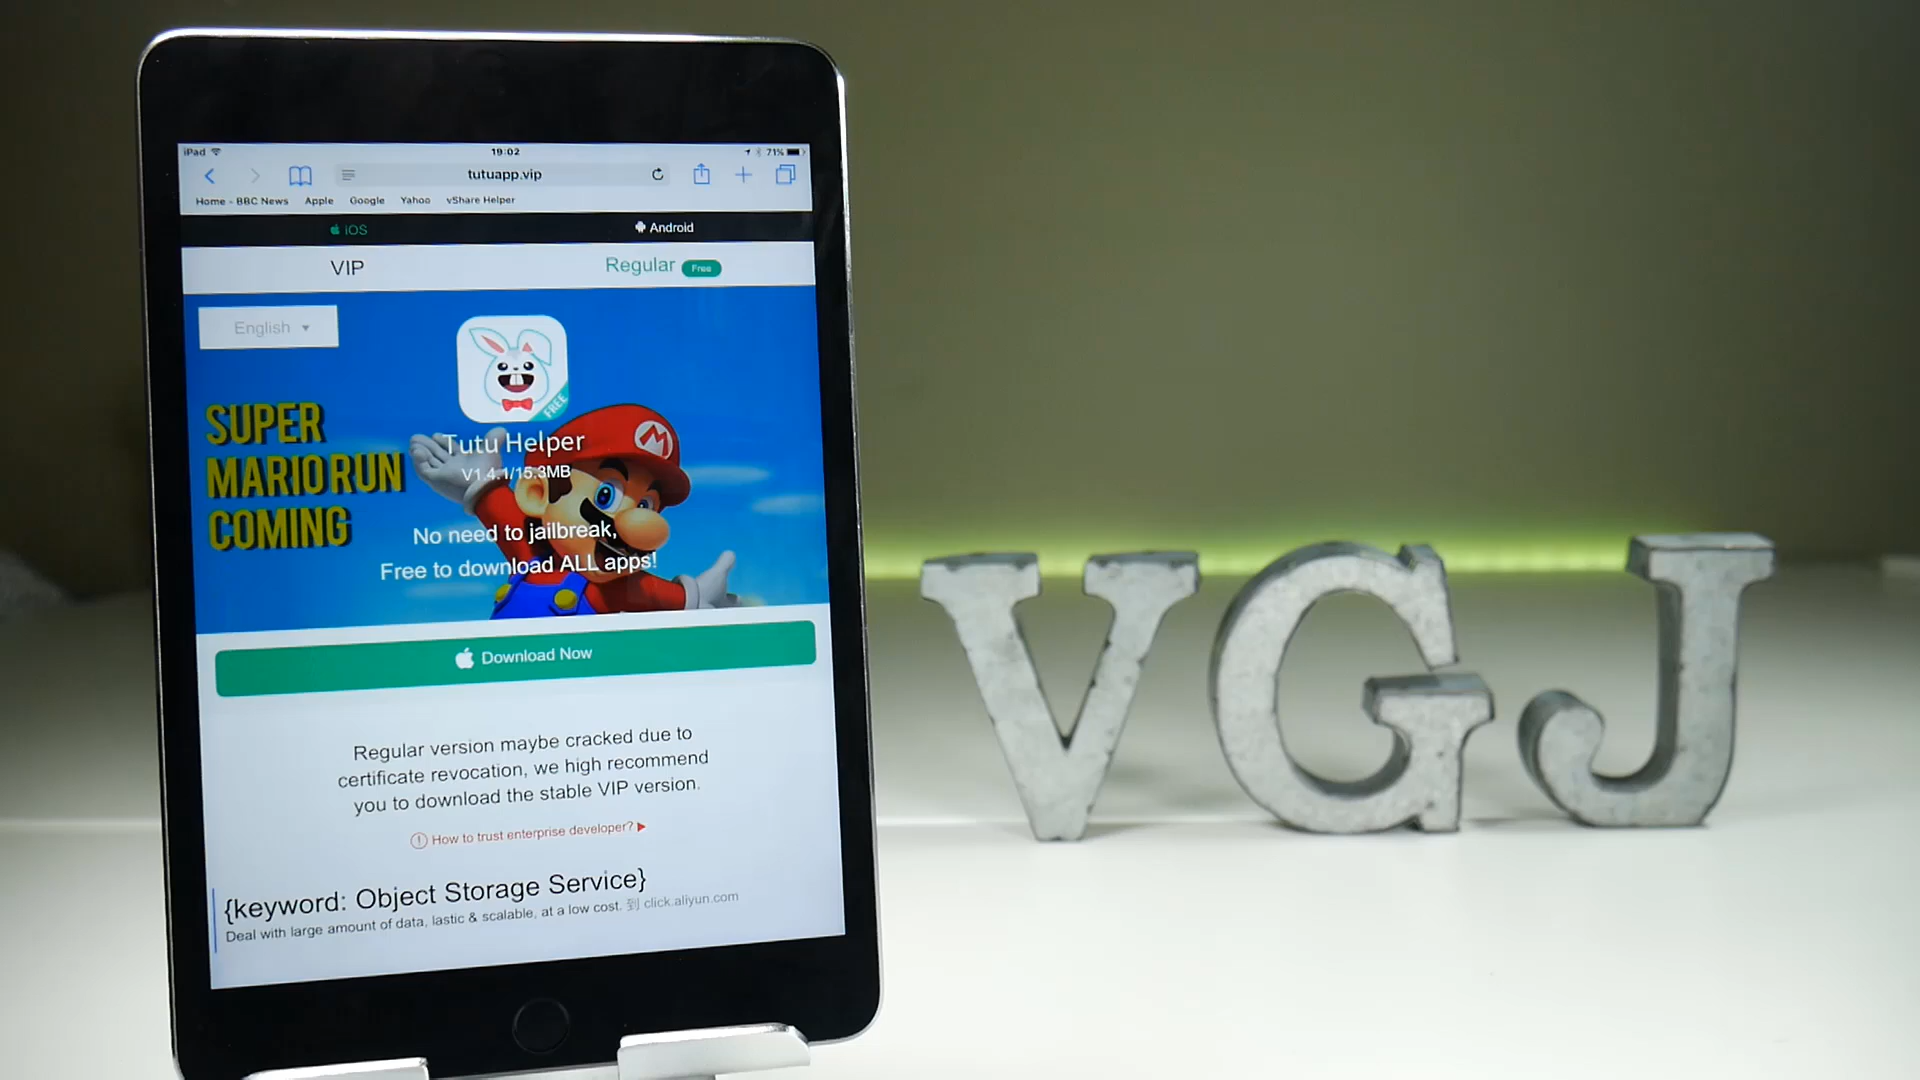 iPad 19:02 71%
tutuapp.vip
Home - BBC News Apple Google Yahoo vShare Helper
iOS Android
VIP Regular Free
English
FREE
SUPER
MARIO RUN
COMING
M
Tutu Helper
V1.4.1/15.3MB
No need to jailbreak,
Free to download ALL apps!
Download Now
Regular version maybe cracked due to
certificate revocation, we high recommend
you to download the stable VIP version.
How to trust enterprise developer?
{keyword: Object Storage Service}
Deal with large amount of data, lastic & scalable, at a low cost. 到 click.aliyun.com
VGJ